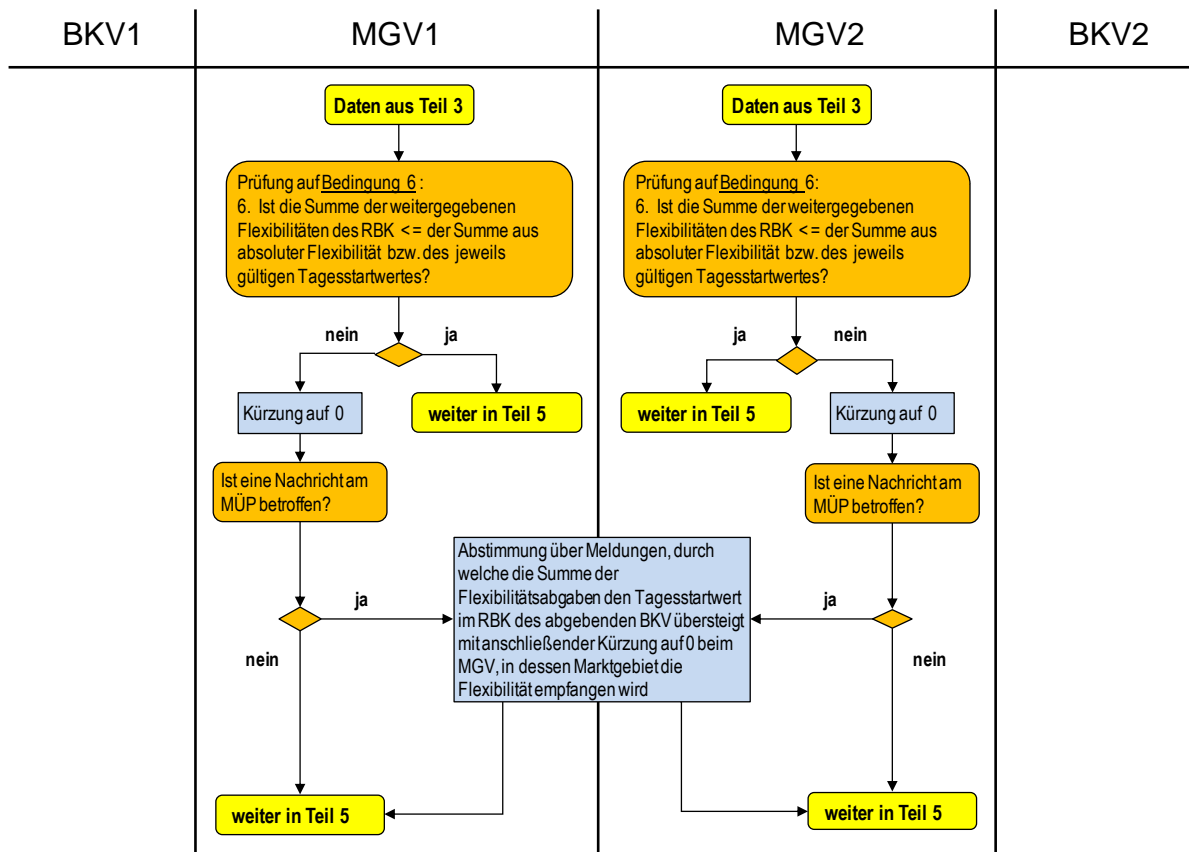 BKV1
MGV1
MGV2
BKV2
Daten aus Teil 3
Prüfung auf Bedingung 6 :
6. Ist die Summe der weitergegebenen
Flexibilitäten des RBK <= der Summe aus
absoluter Flexibilität bzw. des jeweils
gültigen Tagesstartwertes?
nein
ja
Kürzung auf 0
weiter in Teil 5
Ist eine Nachricht am
MÜP betroffen?
ja
nein
weiter in Teil 5
Daten aus Teil 3
Prüfung auf Bedingung 6:
6. Ist die Summe der weitergegebenen
Flexibilitäten des RBK <= der Summe aus
absoluter Flexibilität bzw. des jeweils
gültigen Tagesstartwertes?
ja
nein
weiter in Teil 5
Kürzung auf 0
Ist eine Nachricht am
MÜP betroffen?
ja
nein
Abstimmung über Meldungen, durch
welche die Summe der
Flexibilitätsabgaben den Tagesstartwert
im RBK des abgebenden BKV übersteigt
mit anschließender Kürzung auf 0 beim
MGV, in dessen Marktgebiet die
Flexibilität empfangen wird
weiter in Teil 5